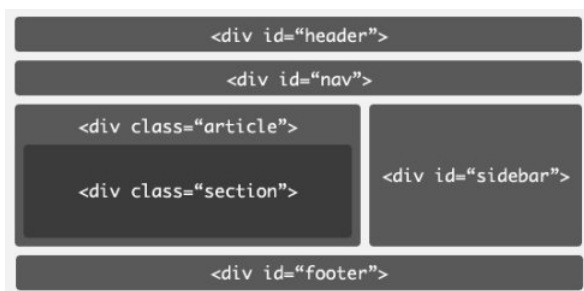 <div id=“header”>
<div id=“nav”>
<div class=“article”>
<div class=“section”>
<div id=“sidebar”>
<div id=“footer”>